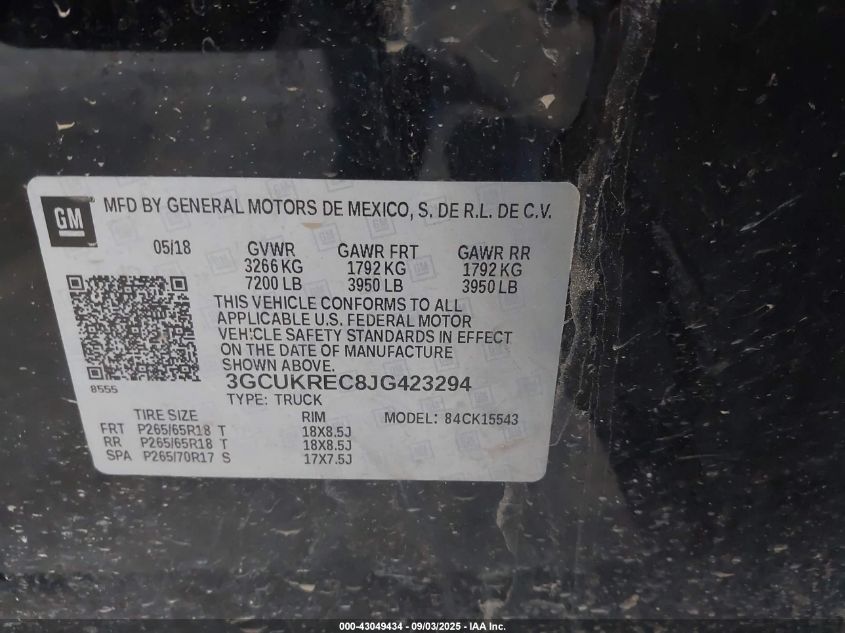 GM
MFD BY GENERAL MOTORS DE MEXICO, S. DE R.L. DE C.V.
05/18 GVWR GAWR FRT GAWR RR
3266 KG 1792 KG 1792 KG
7200 LB 3950 LB 3950 LB
THIS VEHICLE CONFORMS TO ALL
APPLICABLE U.S. FEDERAL MOTOR
VEHICLE SAFETY STANDARDS IN EFFECT
ON THE DATE OF MANUFACTURE
SHOWN ABOVE.
8555
3GCUKREC8JG423294
TYPE: TRUCK
TIRE SIZE RIM MODEL: 84CK15543
FRT P265/65R18 T 18X8.5J
RR P265/65R18 T 18X8.5J
SPA P265/70R17 S 17X7.5J
000-43049434 - 09/03/2025 - IAA Inc.